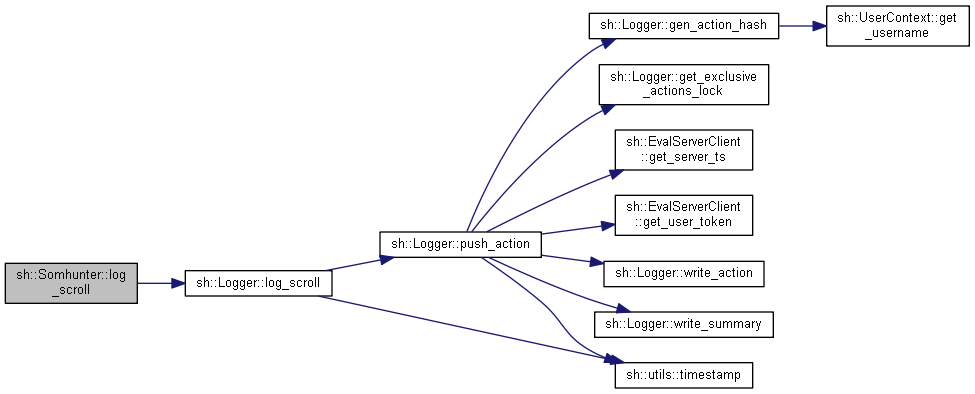 sh::Somhunter::log
_scroll
sh::Logger::log_scroll
sh::Logger::push_action
sh::Logger::gen_action_hash
sh::UserContext::get
_username
sh::Logger::get_exclusive
_actions_lock
sh::EvalServerClient
::get_server_ts
sh::EvalServerClient
::get_user_token
sh::Logger::write_action
sh::Logger::write_summary
sh::utils::timestamp